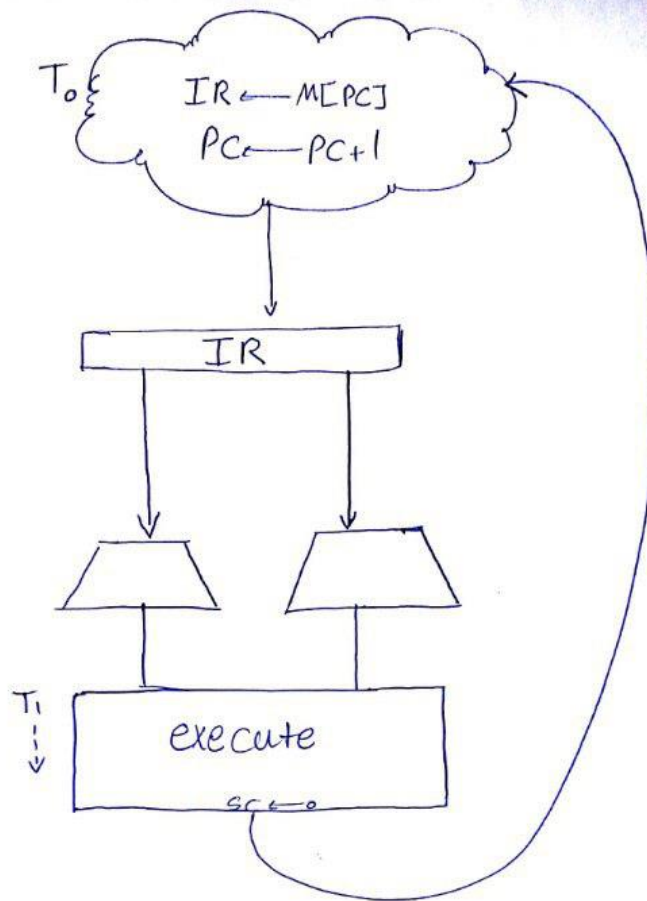 T₀
IR ← M[PC]
PC ← PC+1
IR
T₁
execute
SC ← 0